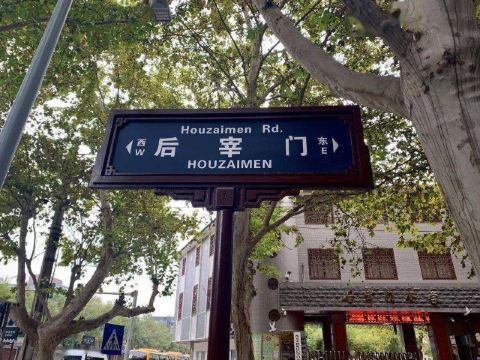 Houzaimen Rd.
西 后宰门 东
W E
HOUZAIMEN